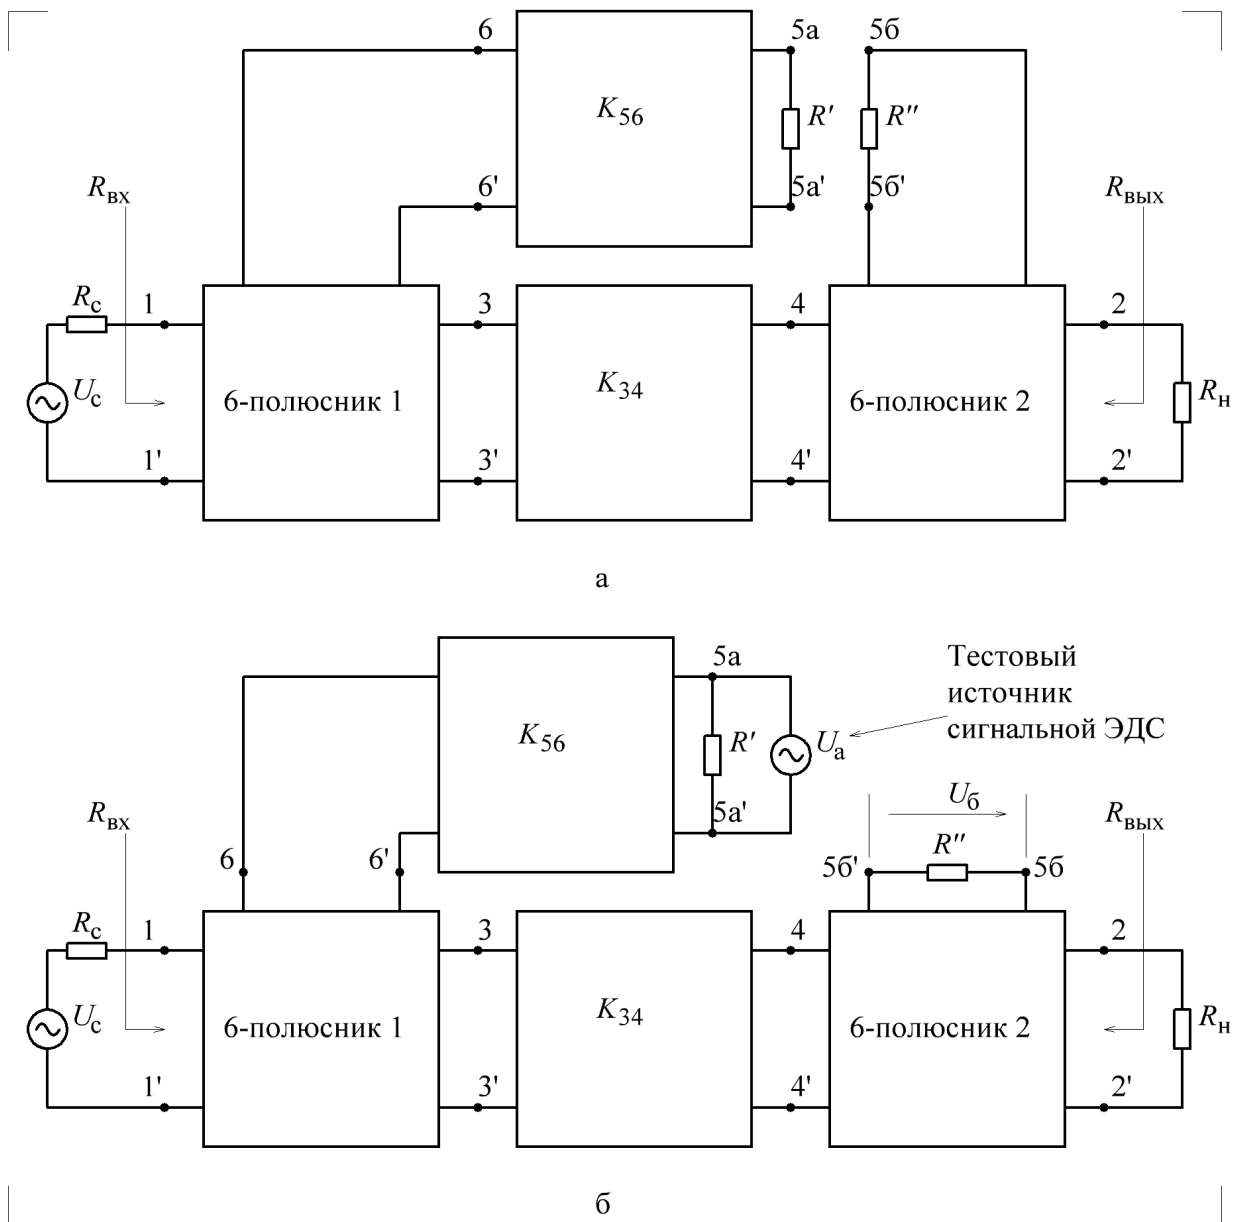 6
5а
5б
K56
R'
R''
6'
5а'
5б'
Rвх
Rвых
Rс
1
3
4
2
Uс
6-полюсник 1
K34
6-полюсник 2
Rн
1'
3'
4'
2'
а
5а
Тестовый
источник
сигнальной ЭДС
K56
R'
Uа
5а'
Uб
Rвх
Rвых
6
6'
5б'
R''
5б
Rс
1
3
4
2
Uс
6-полюсник 1
K34
6-полюсник 2
Rн
1'
3'
4'
2'
б